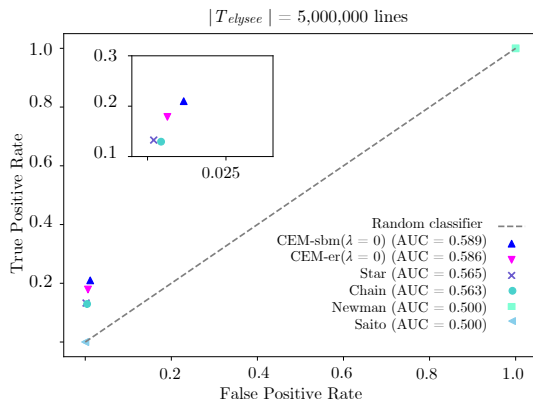 | T elysee | = 5,000,000 lines
True Positive Rate
1.0
0.8
0.6
0.4
0.2
0.3
0.2
0.1
0.025
Random classifier
CEM-sbm(λ = 0) (AUC = 0.589)
CEM-er(λ = 0) (AUC = 0.586)
Star (AUC = 0.565)
Chain (AUC = 0.563)
Newman (AUC = 0.500)
Saito (AUC = 0.500)
0.2 0.4 0.6 0.8 1.0
False Positive Rate